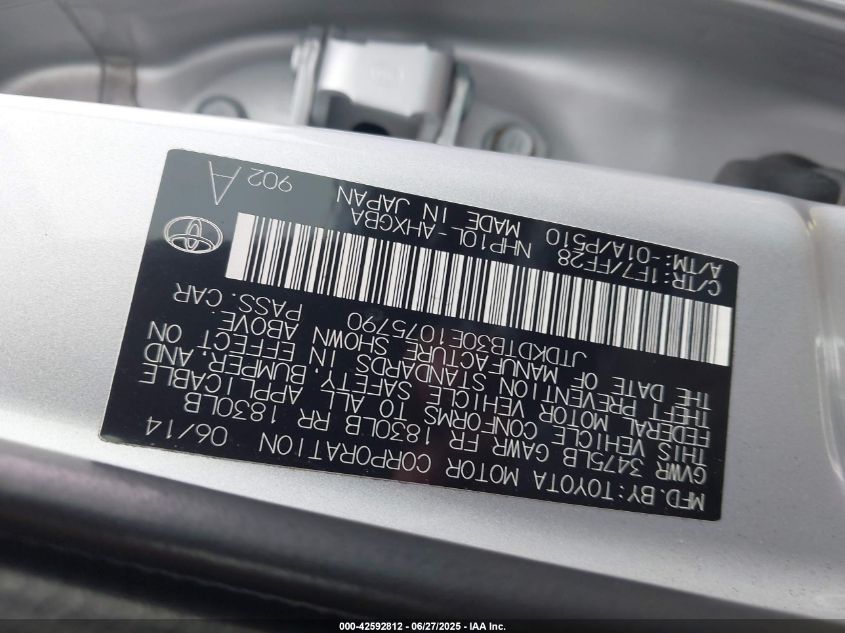 MFD.BY:TOYOTA MOTOR CORPORATION 06/14
GVWR 3475LB GAWR FR 1830LB RR 1830LB
THIS VEHICLE CONFORMS TO ALL APPLICABLE
FEDERAL MOTOR VEHICLE SAFETY, BUMPER, AND
THEFT PREVENTION STANDARDS IN EFFECT ON
THE DATE OF MANUFACTURE SHOWN ABOVE.
JTDKDTB30E1075790 PASS. CAR
C/TR:1F7/FF28 NHP10L-AHXGBA
A/TM:-01A/P510 MADE IN JAPAN
902 A
000-42592812 - 06/27/2025 - IAA Inc.